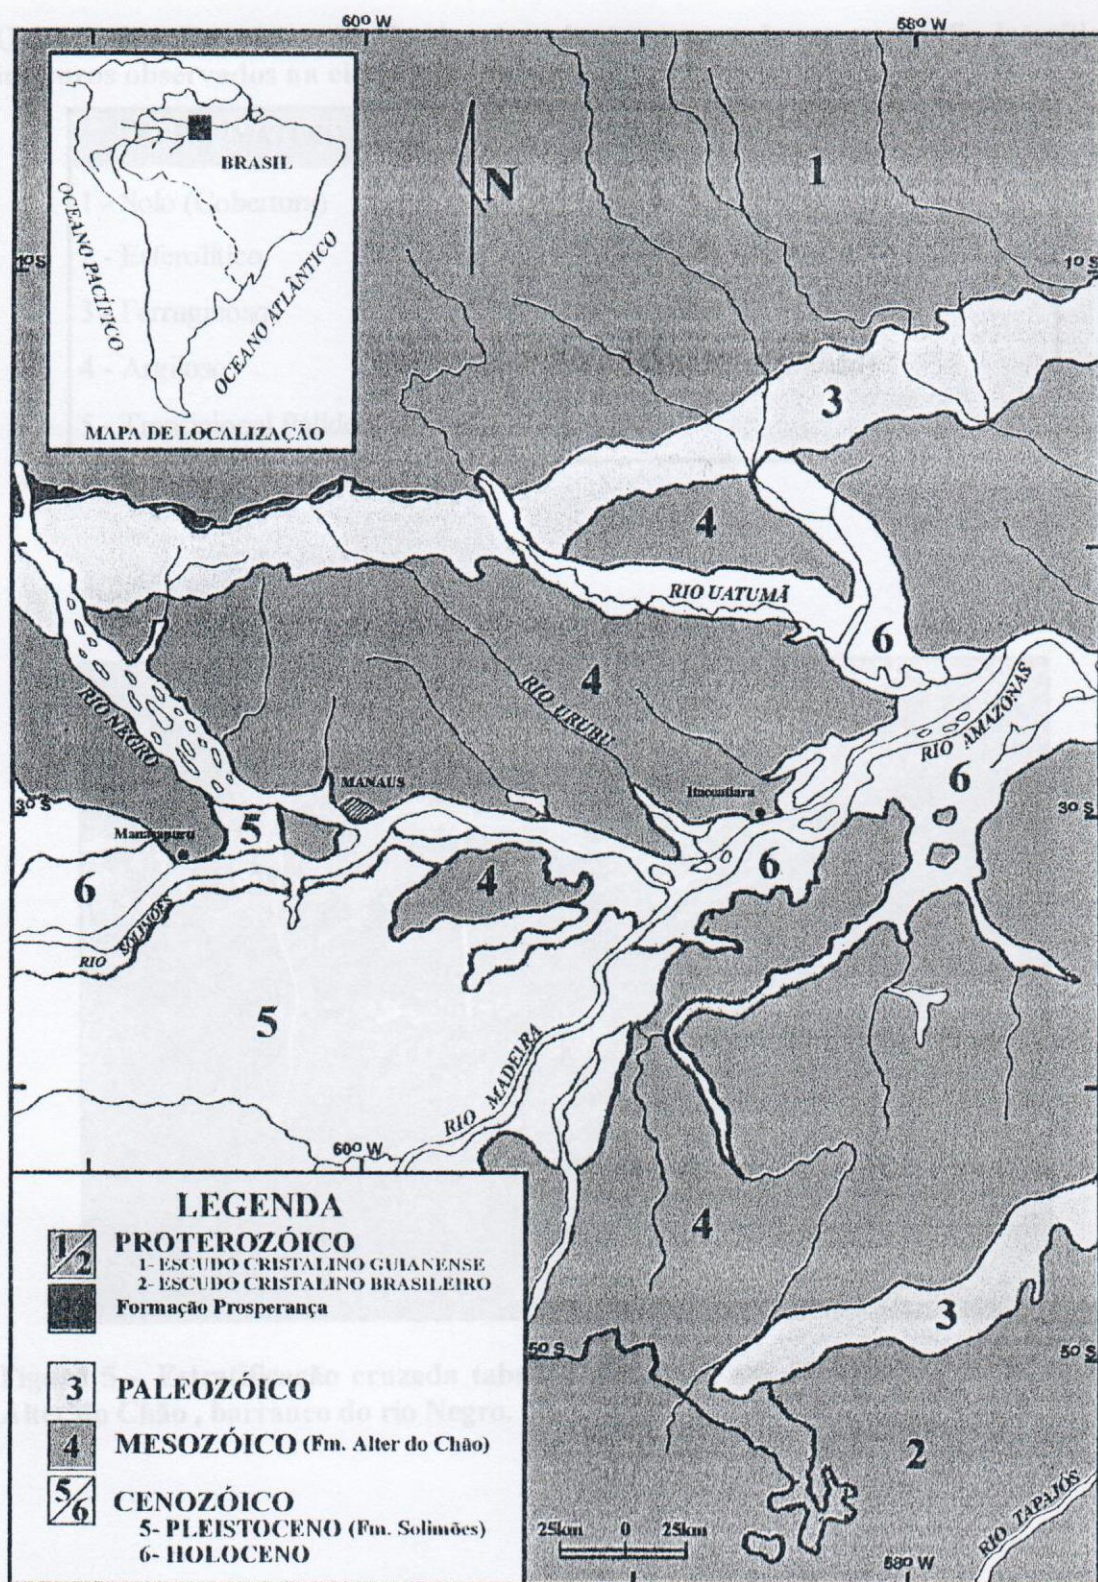 60º W
58º W
BRASIL
OCEANO PACÍFICO
OCEANO ATLÂNTICO
MAPA DE LOCALIZAÇÃO
N
1
1º S
1º S
3
4
RIO UATUMÃ
6
4
RIO URUBU
RIO NEGRO
RIO AMAZONAS
6
MANAUS
Itacoatiara
3º S
3º S
Manacapuru
5
6
4
6
RIO SOLIMÕES
5
RIO MADEIRA
60º W
4
3
5º S
5º S
2
RIO TAPAJÓS
25km 0 25km
58º W
LEGENDA
1/2 PROTEROZÓICO
1- ESCUDO CRISTALINO GUIANENSE
2- ESCUDO CRISTALINO BRASILEIRO
Formação Prosperança
3 PALEOZÓICO
4 MESOZÓICO (Fm. Alter do Chão)
5/6 CENOZÓICO
5- PLEISTOCENO (Fm. Solimões)
6- HOLOCENO